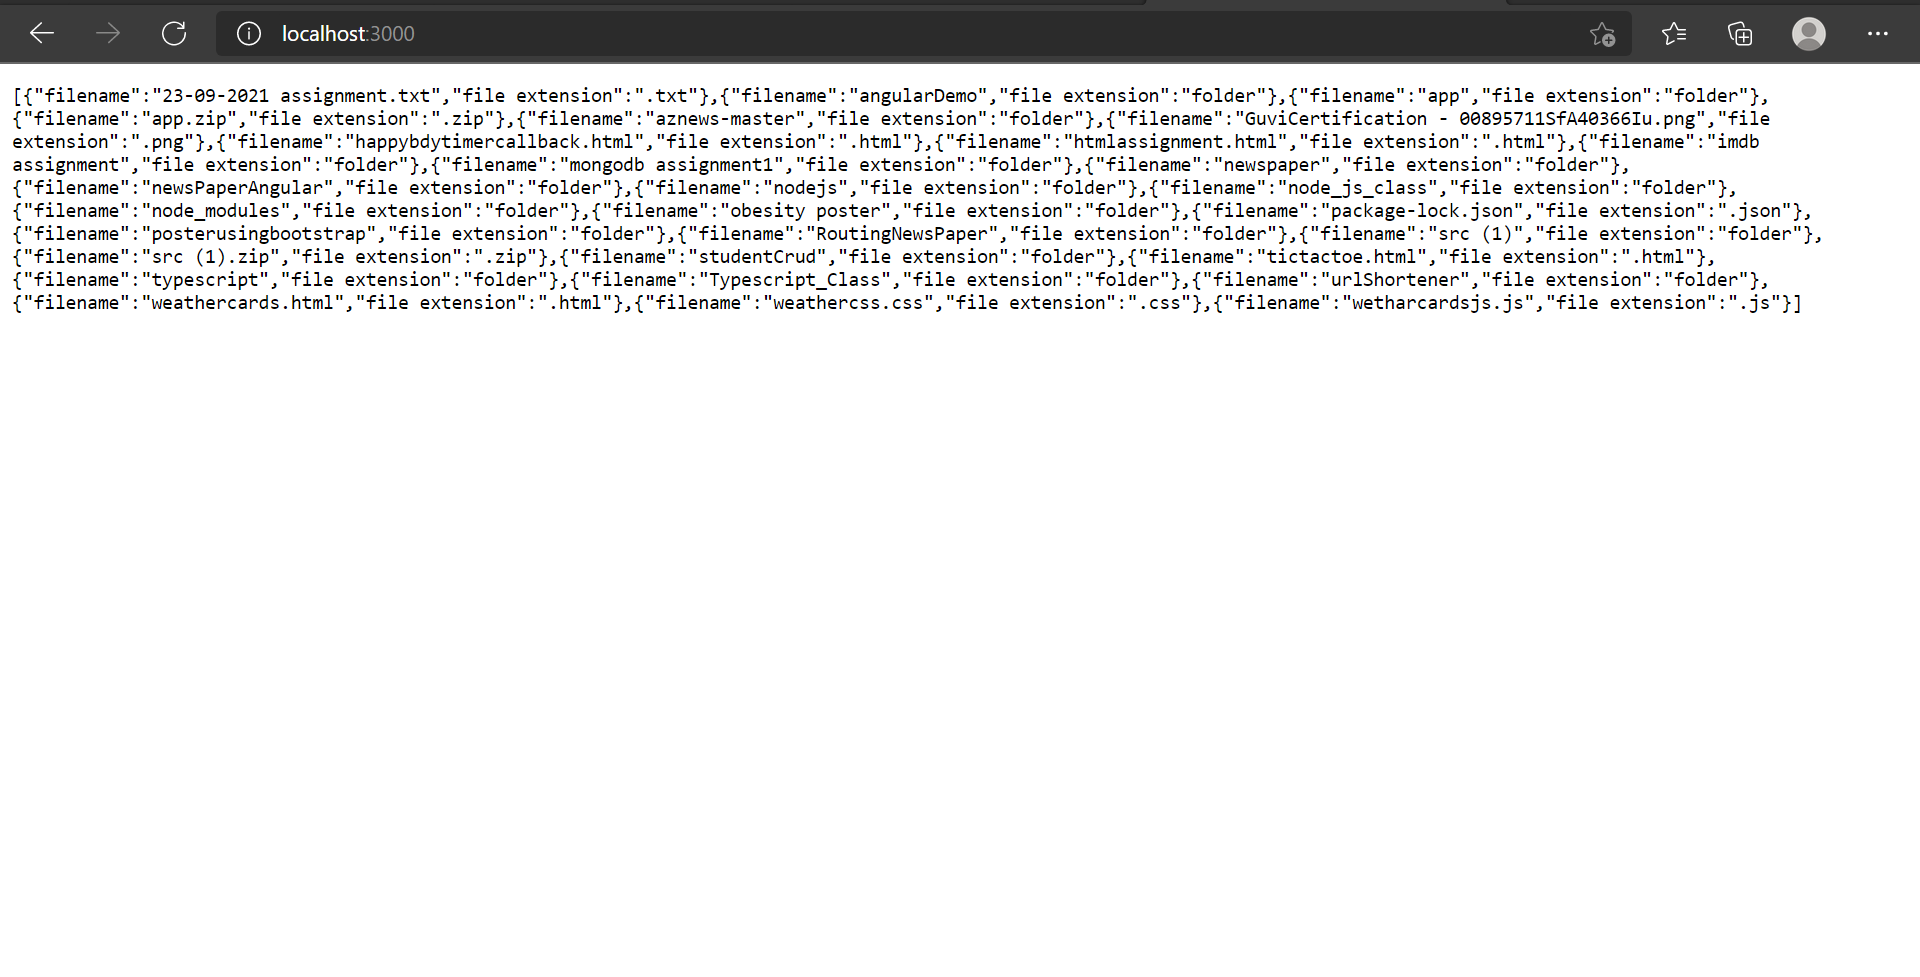 localhost:3000
[{"filename":"23-09-2021 assignment.txt","file extension":".txt"},{"filename":"angularDemo","file extension":"folder"},{"filename":"app","file extension":"folder"},
{"filename":"app.zip","file extension":".zip"},{"filename":"aznews-master","file extension":"folder"},{"filename":"GuviCertification - 00895711SfA40366Iu.png","file
extension":".png"},{"filename":"happybdytimercallback.html","file extension":".html"},{"filename":"htmlassignment.html","file extension":".html"},{"filename":"imdb
assignment","file extension":"folder"},{"filename":"mongodb assignment1","file extension":"folder"},{"filename":"newspaper","file extension":"folder"},
{"filename":"newsPaperAngular","file extension":"folder"},{"filename":"nodejs","file extension":"folder"},{"filename":"node_js_class","file extension":"folder"},
{"filename":"node_modules","file extension":"folder"},{"filename":"obesity poster","file extension":"folder"},{"filename":"package-lock.json","file extension":".json"},
{"filename":"posterusingbootstrap","file extension":"folder"},{"filename":"RoutingNewsPaper","file extension":"folder"},{"filename":"src (1)","file extension":"folder"},
{"filename":"src (1).zip","file extension":".zip"},{"filename":"studentCrud","file extension":"folder"},{"filename":"tictactoe.html","file extension":".html"},
{"filename":"typescript","file extension":"folder"},{"filename":"Typescript_Class","file extension":"folder"},{"filename":"urlShortener","file extension":"folder"},
{"filename":"weathercards.html","file extension":".html"},{"filename":"weathercss.css","file extension":".css"},{"filename":"wetharcardsjs.js","file extension":".js"}]